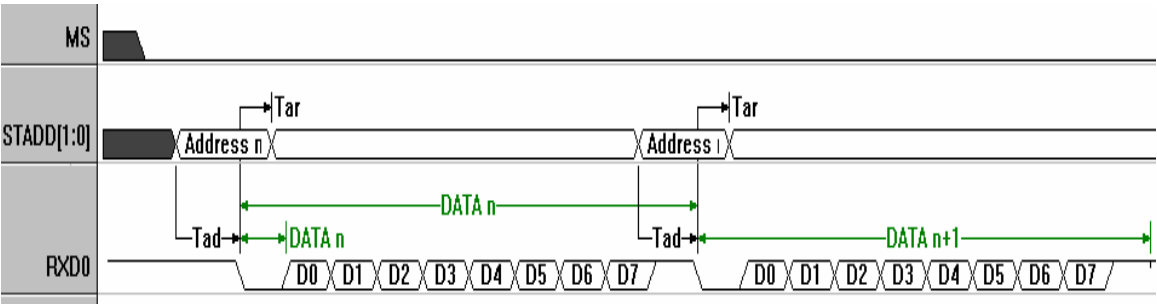 MS
Tar Tar
STADD[1:0] Address n Address
DATA n
Tad DATA n Tad DATA n+1
RXD0 D0 D1 D2 D3 D4 D5 D6 D7 D0 D1 D2 D3 D4 D5 D6 D7